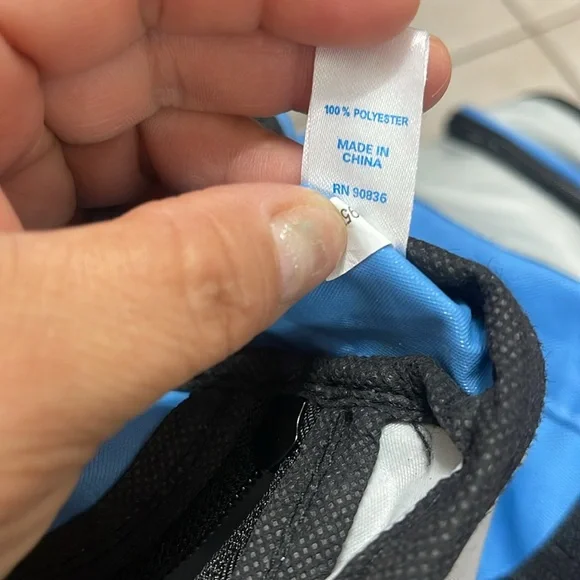 100% POLYESTER
MADE IN
CHINA
RN 90836